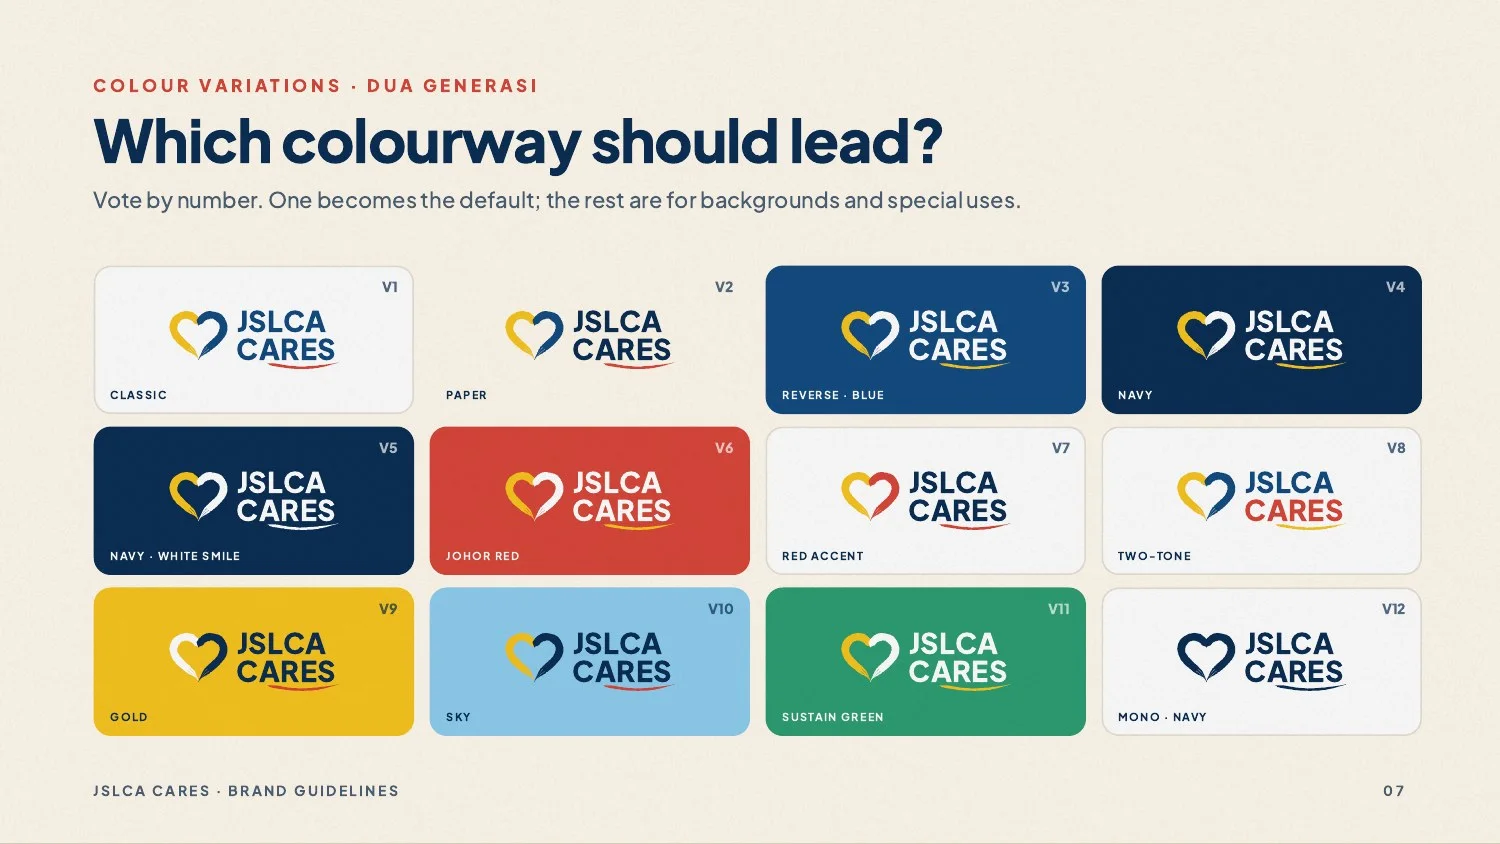 COLOUR VARIATIONS · DUA GENERASI
Which colourway should lead?
Vote by number. One becomes the default; the rest are for backgrounds and special uses.
V1
JSLCA
CARES
CLASSIC
V2
JSLCA
CARES
PAPER
V3
JSLCA
CARES
REVERSE · BLUE
V4
JSLCA
CARES
NAVY
V5
JSLCA
CARES
NAVY · WHITE SMILE
V6
JSLCA
CARES
JOHOR RED
V7
JSLCA
CARES
RED ACCENT
V8
JSLCA
CARES
TWO-TONE
V9
JSLCA
CARES
GOLD
V10
JSLCA
CARES
SKY
V11
JSLCA
CARES
SUSTAIN GREEN
V12
JSLCA
CARES
MONO · NAVY
JSLCA CARES · BRAND GUIDELINES
07